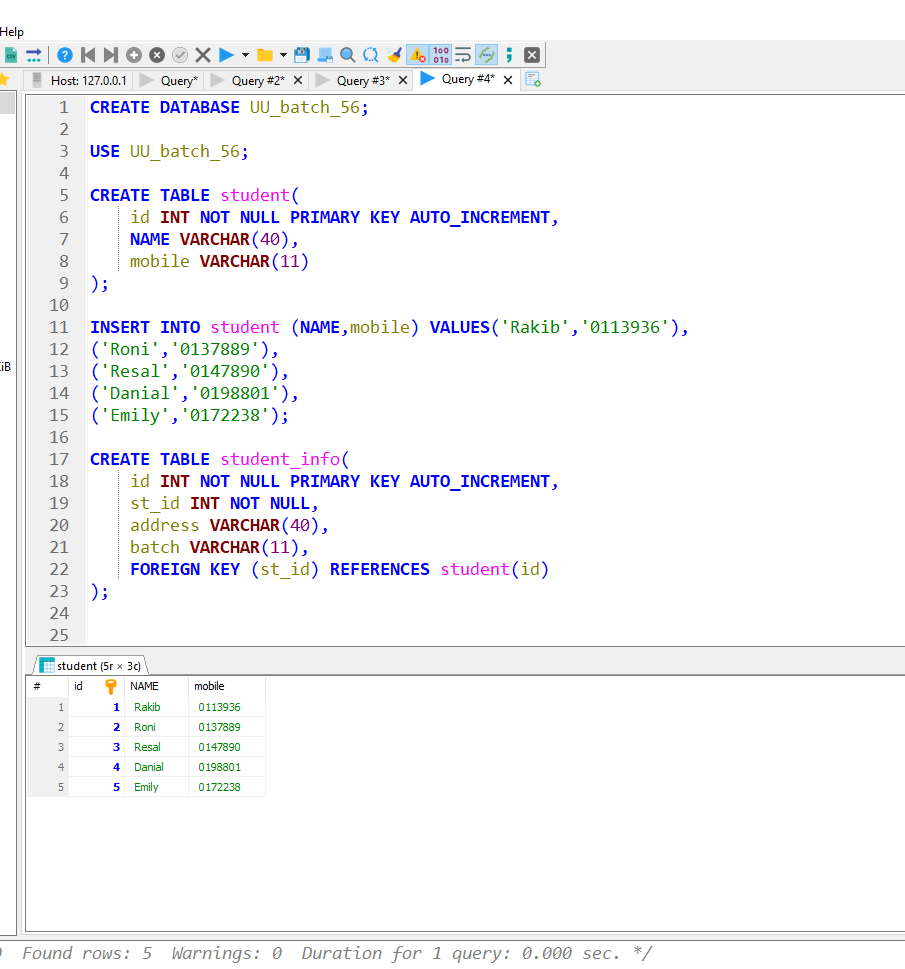 Help
Host: 127.0.0.1 Query* Query #2* Query #3* Query #4*
1 CREATE DATABASE UU_batch_56;
2
3 USE UU_batch_56;
4
5 CREATE TABLE student(
6 id INT NOT NULL PRIMARY KEY AUTO_INCREMENT,
7 NAME VARCHAR(40),
8 mobile VARCHAR(11)
9 );
10
11 INSERT INTO student (NAME,mobile) VALUES('Rakib','0113936'),
12 ('Roni','0137889'),
13 ('Resal','0147890'),
14 ('Danial','0198801'),
15 ('Emily','0172238');
16
17 CREATE TABLE student_info(
18 id INT NOT NULL PRIMARY KEY AUTO_INCREMENT,
19 st_id INT NOT NULL,
20 address VARCHAR(40),
21 batch VARCHAR(11),
22 FOREIGN KEY (st_id) REFERENCES student(id)
23 );
24
25
student (5r × 3c)
# id NAME mobile
1 1 Rakib 0113936
2 2 Roni 0137889
3 3 Resal 0147890
4 4 Danial 0198801
5 5 Emily 0172238
Found rows: 5 Warnings: 0 Duration for 1 query: 0.000 sec. */